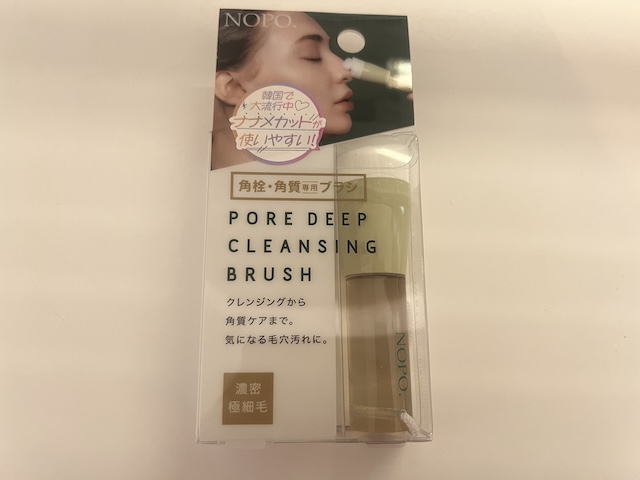 NOPO.
韓国で
大流行中♡
ナナメカットが
使いやすい!
角栓・角質専用ブラシ
PORE DEEP
CLEANSING
BRUSH
クレンジングから
角質ケアまで。
気になる毛穴汚れに。
濃密
極細毛
NOPO.